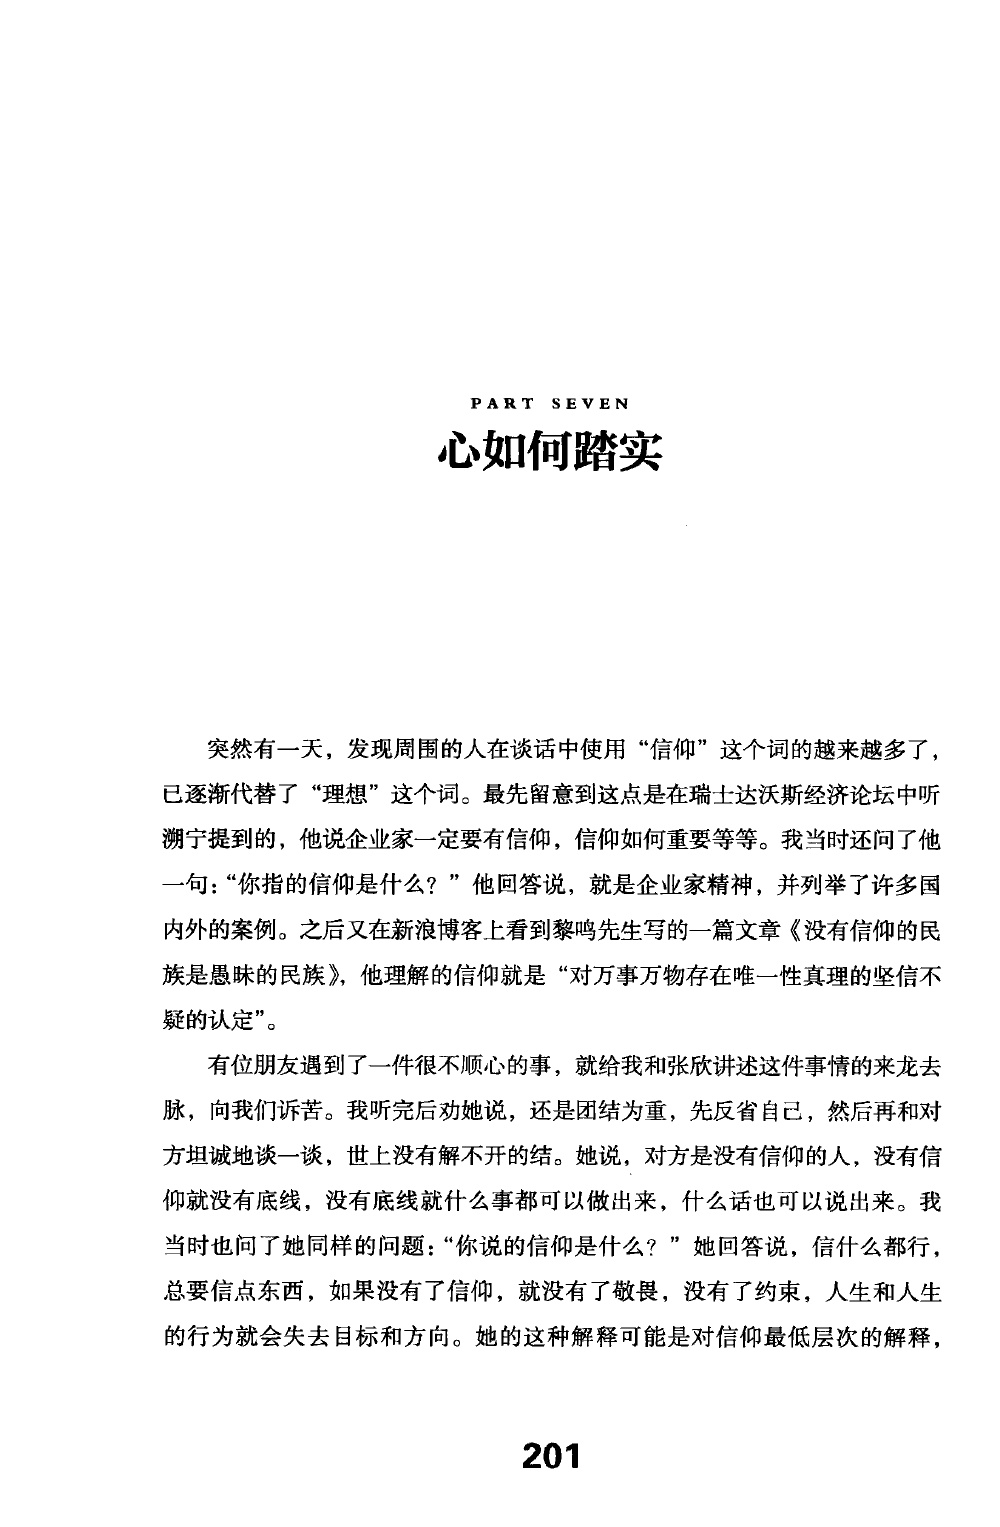 PART SEVEN
心如何踏实
突然有一天，发现周围的人在谈话中使用“信仰”这个词的越来越多了，
已逐渐代替了“理想”这个词。最先留意到这点是在瑞士达沃斯经济论坛中听
溯宁提到的，他说企业家一定要有信仰，信仰如何重要等等。我当时还问了他
一句：“你指的信仰是什么？”他回答说，就是企业家精神，并列举了许多国
内外的案例。之后又在新浪博客上看到黎鸣先生写的一篇文章《没有信仰的民
族是愚昧的民族》，他理解的信仰就是“对万事万物存在唯一性真理的坚信不
疑的认定”。
有位朋友遇到了一件很不顺心的事，就给我和张欣讲述这件事情的来龙去
脉，向我们诉苦。我听完后劝她说，还是团结为重，先反省自己，然后再和对
方坦诚地谈一谈，世上没有解不开的结。她说，对方是没有信仰的人，没有信
仰就没有底线，没有底线就什么事都可以做出来，什么话也可以说出来。我
当时也问了她同样的问题：“你说的信仰是什么？”她回答说，信什么都行，
总要信点东西，如果没有了信仰，就没有了敬畏，没有了约束，人生和人生
的行为就会失去目标和方向。她的这种解释可能是对信仰最低层次的解释，
201